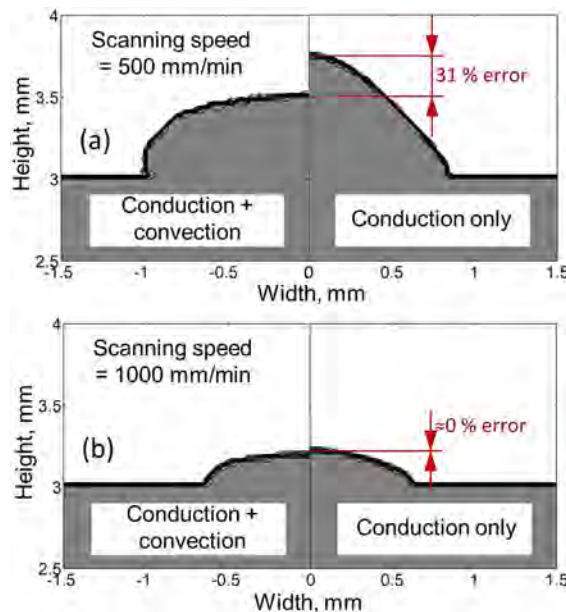 4
Scanning speed
= 500 mm/min
31 % error
3.5
(a)
Height, mm
3
Conduction +
convection
Conduction only
2.5
-1.5 -1 -0.5 0 0.5 1 1.5
Width, mm
4
Scanning speed
= 1000 mm/min
3.5
≈0 % error
(b)
Height, mm
3
Conduction +
convection
Conduction only
2.5
-1.5 -1 -0.5 0 0.5 1 1.5
Width, mm